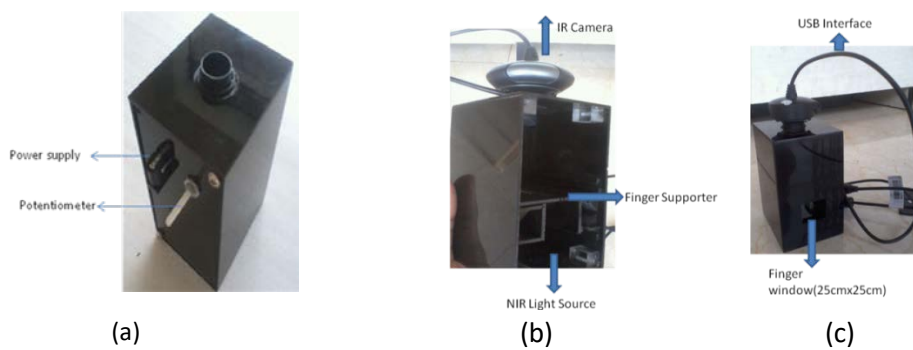 IR Camera
USB Interface
Power supply
Potentiometer
Finger Supporter
NIR Light Source
Finger
window(25cmx25cm)
(a)
(b)
(c)